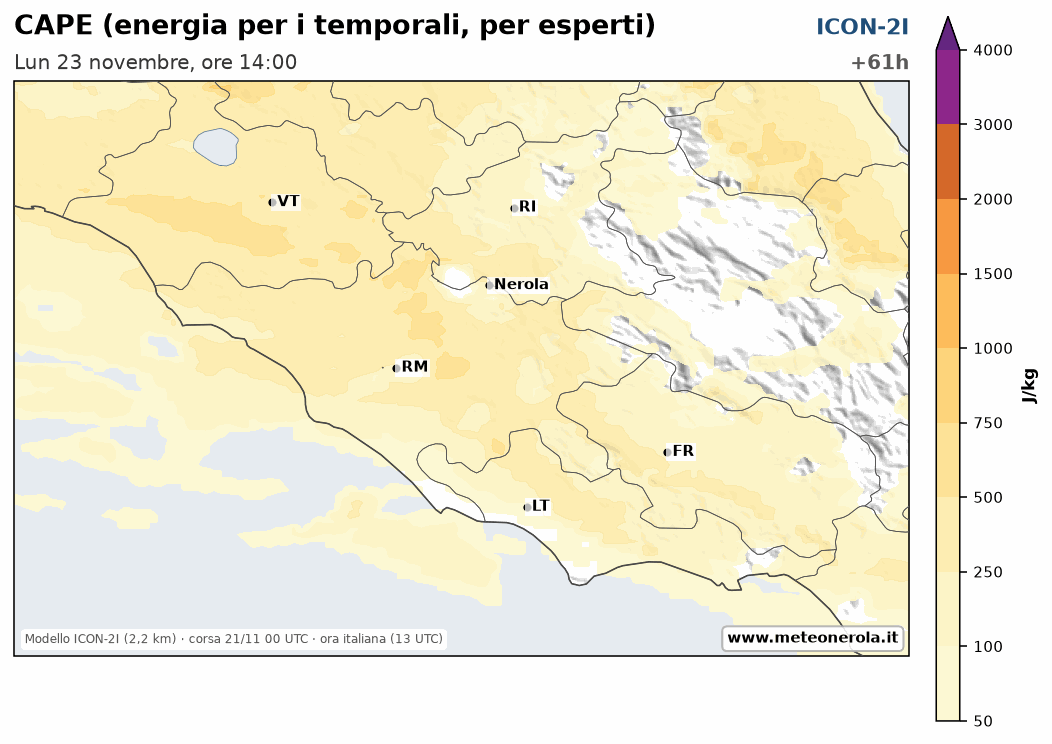 CAPE (energia per i temporali, per esperti)
ICON-2I
Lun 23 novembre, ore 14:00
+61h
4000
3000
2000
1500
1000
750
500
250
100
50
J/kg
VT
RI
Nerola
RM
FR
LT
Modello ICON-2I (2,2 km) · corsa 21/11 00 UTC · ora italiana (13 UTC)
www.meteonerola.it